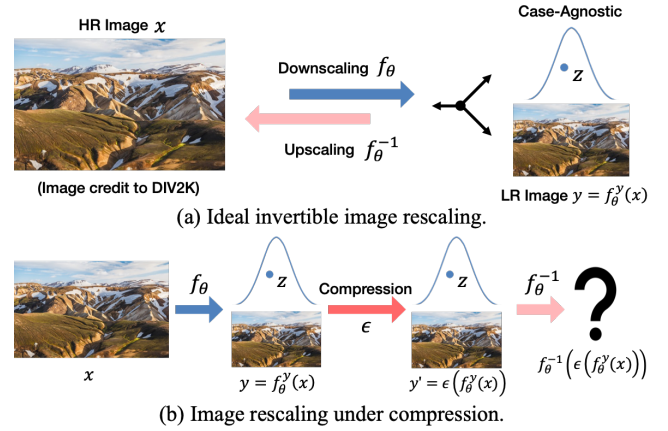 HR Image x
Case-Agnostic
Downscaling f_θ
z
Upscaling f_θ^{-1}
(Image credit to DIV2K)
LR Image y = f_θ^y(x)
(a) Ideal invertible image rescaling.
f_θ
z
Compression
ϵ
z
f_θ^{-1}
?
x
y = f_θ^y(x)
y' = ϵ(f_θ^y(x))
f_θ^{-1}(ϵ(f_θ^y(x)))
(b) Image rescaling under compression.